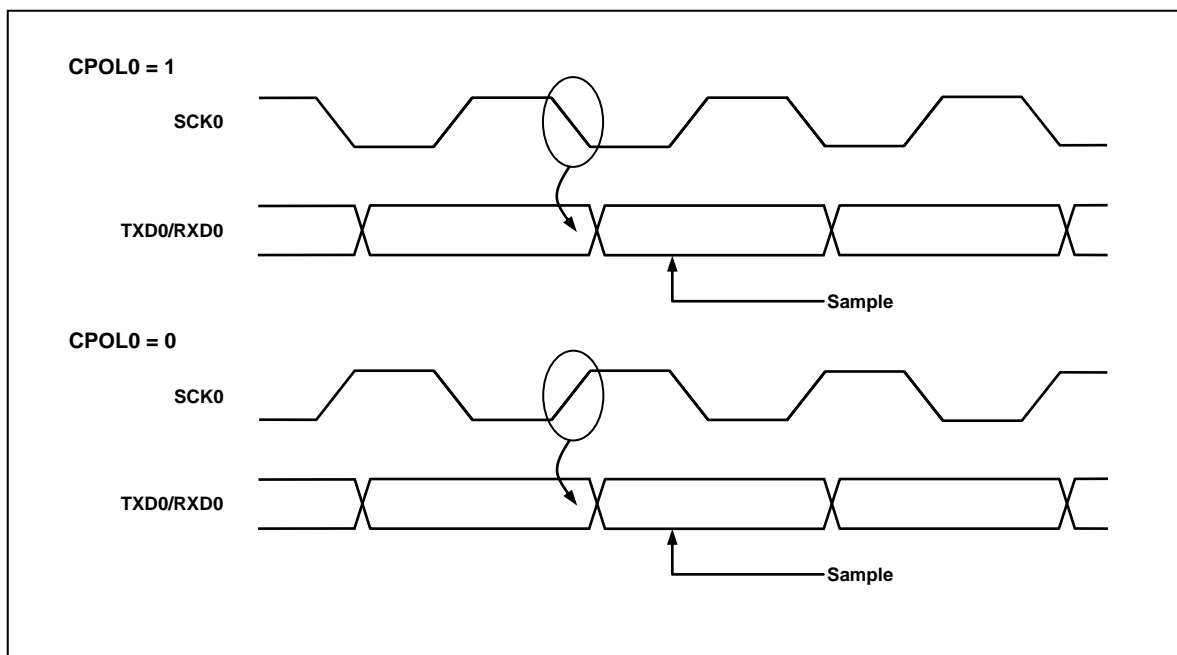 CPOL0 = 1
SCK0
TXD0/RXD0
Sample
CPOL0 = 0
SCK0
TXD0/RXD0
Sample